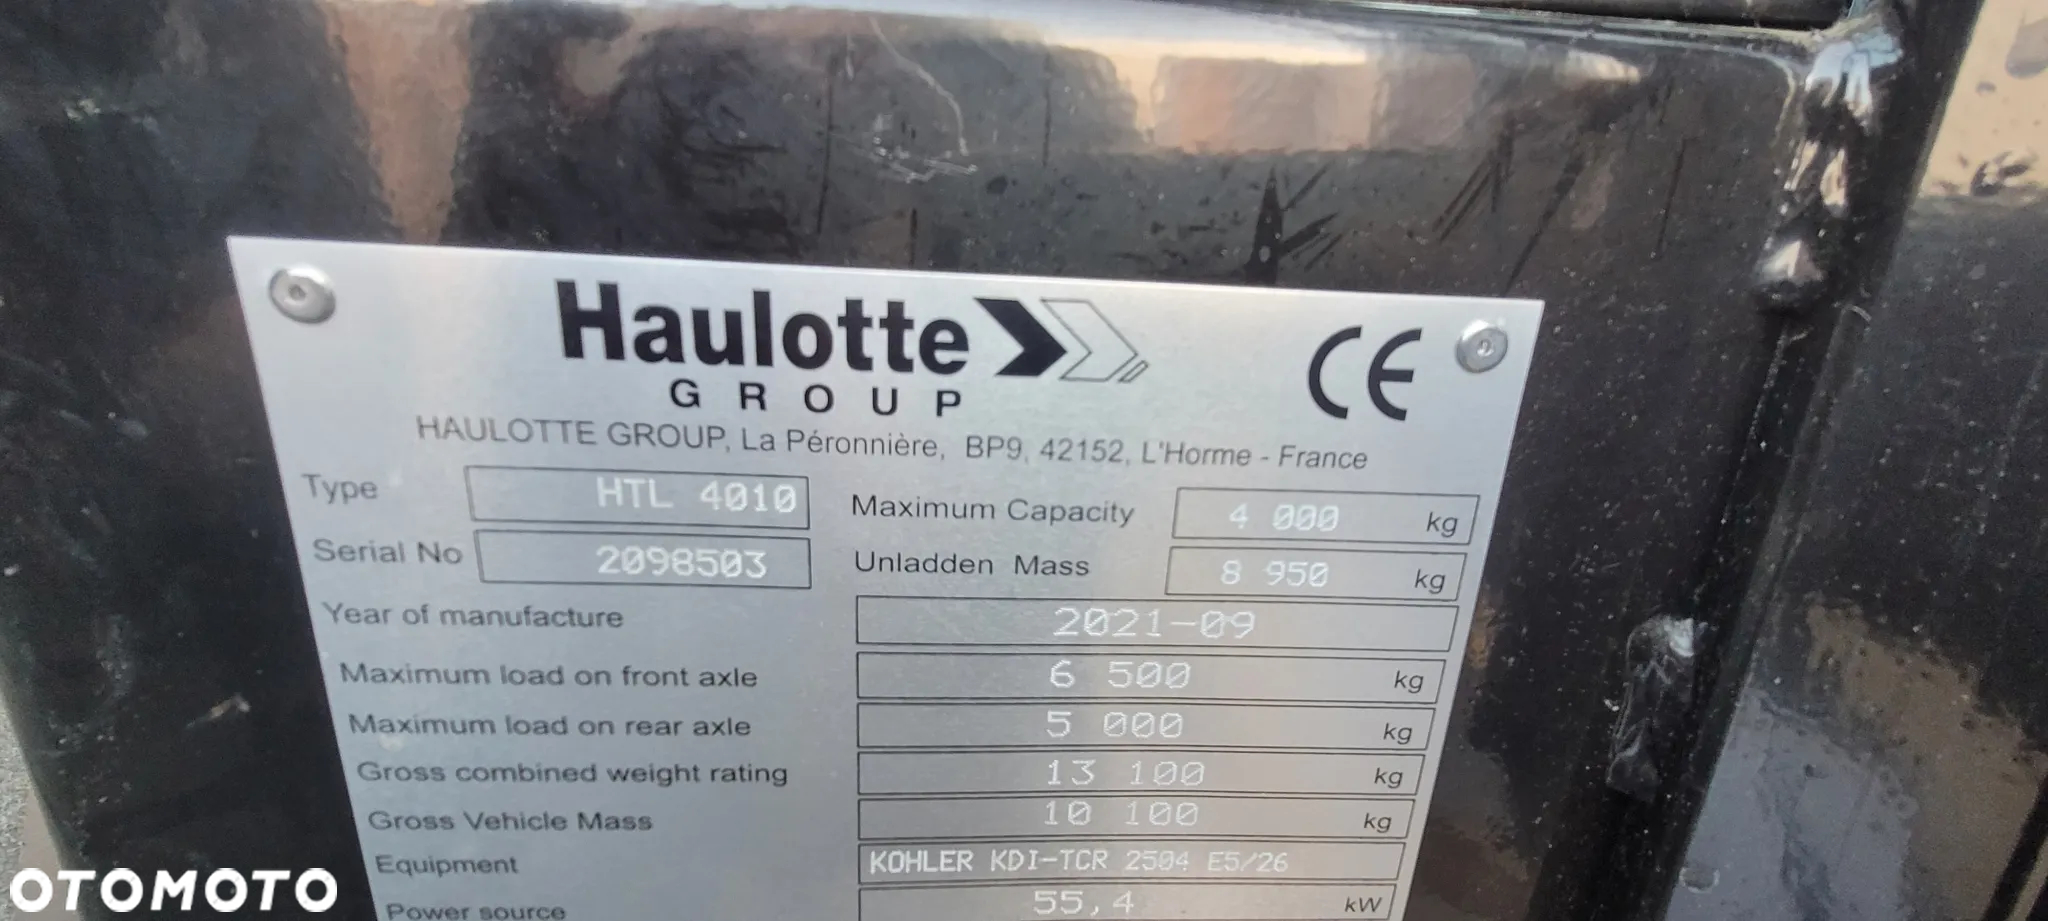 Haulotte
GROUP
CE
HAULOTTE GROUP, La Péronnière, BP9, 42152, L'Horme - France
Type HTL 4010 Maximum Capacity 4 000 kg
Serial No 2098503 Unladden Mass 8 950 kg
Year of manufacture 2021-09
Maximum load on front axle 6 500 kg
Maximum load on rear axle 5 000 kg
Gross combined weight rating 13 100 kg
Gross Vehicle Mass 10 100 kg
Equipment KOHLER KDI-TCR 2504 E5/26
Power source 55,4 kW
OTOMOTO